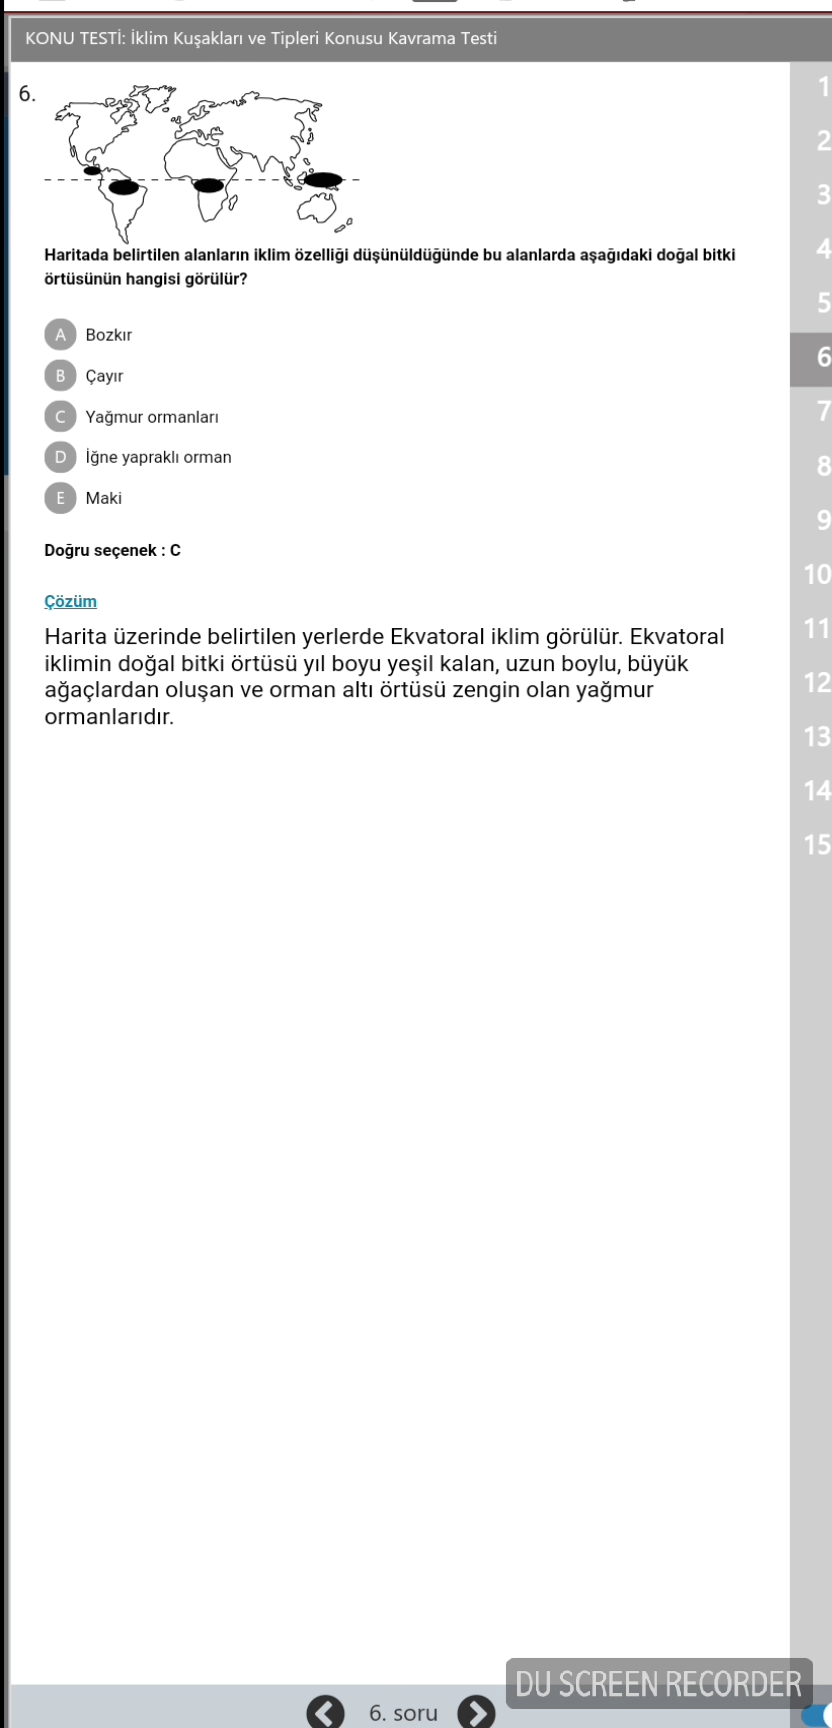 KONU TESTİ: İklim Kuşakları ve Tipleri Konusu Kavrama Testi
6.
Haritada belirtilen alanların iklim özelliği düşünüldüğünde bu alanlarda aşağıdaki doğal bitki
örtüsünün hangisi görülür?
A Bozkır
B Çayır
C Yağmur ormanları
D İğne yapraklı orman
E Maki
Doğru seçenek : C
Çözüm
Harita üzerinde belirtilen yerlerde Ekvatoral iklim görülür. Ekvatoral
iklimin doğal bitki örtüsü yıl boyu yeşil kalan, uzun boylu, büyük
ağaçlardan oluşan ve orman altı örtüsü zengin olan yağmur
ormanlarıdır.
1
2
3
4
5
6
7
8
9
10
11
12
13
14
15
DU SCREEN RECORDER
6. soru